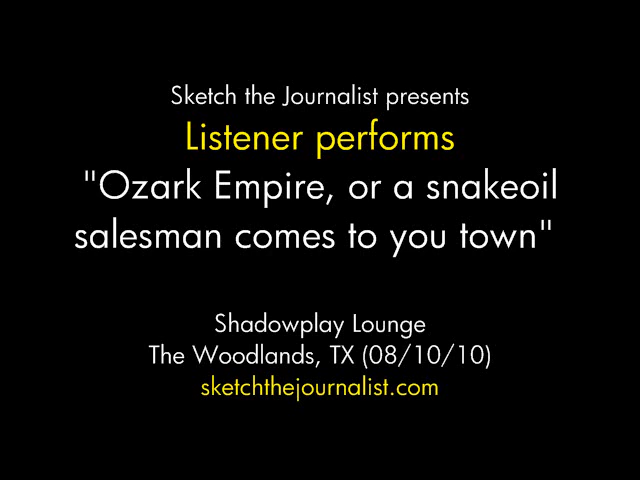 Sketch the Journalist presents
Listener performs
"Ozark Empire, or a snakeoil
salesman comes to you town"
Shadowplay Lounge
The Woodlands, TX (08/10/10)
sketchthejournalist.com